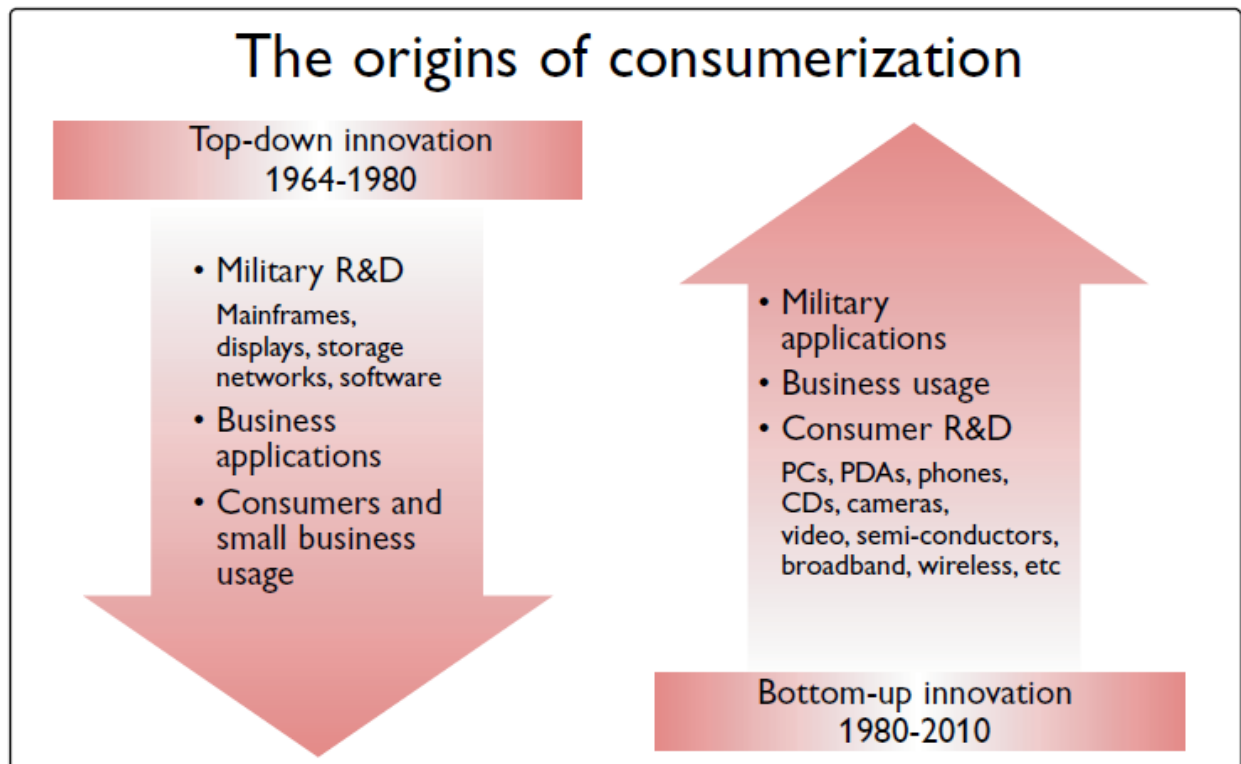 The origins of consumerization
Top-down innovation
1964-1980
• Military R&D
Mainframes,
displays, storage
networks, software
• Business
applications
• Consumers and
small business
usage
• Military
applications
• Business usage
• Consumer R&D
PCs, PDAs, phones,
CDs, cameras,
video, semi-conductors,
broadband, wireless, etc
Bottom-up innovation
1980-2010